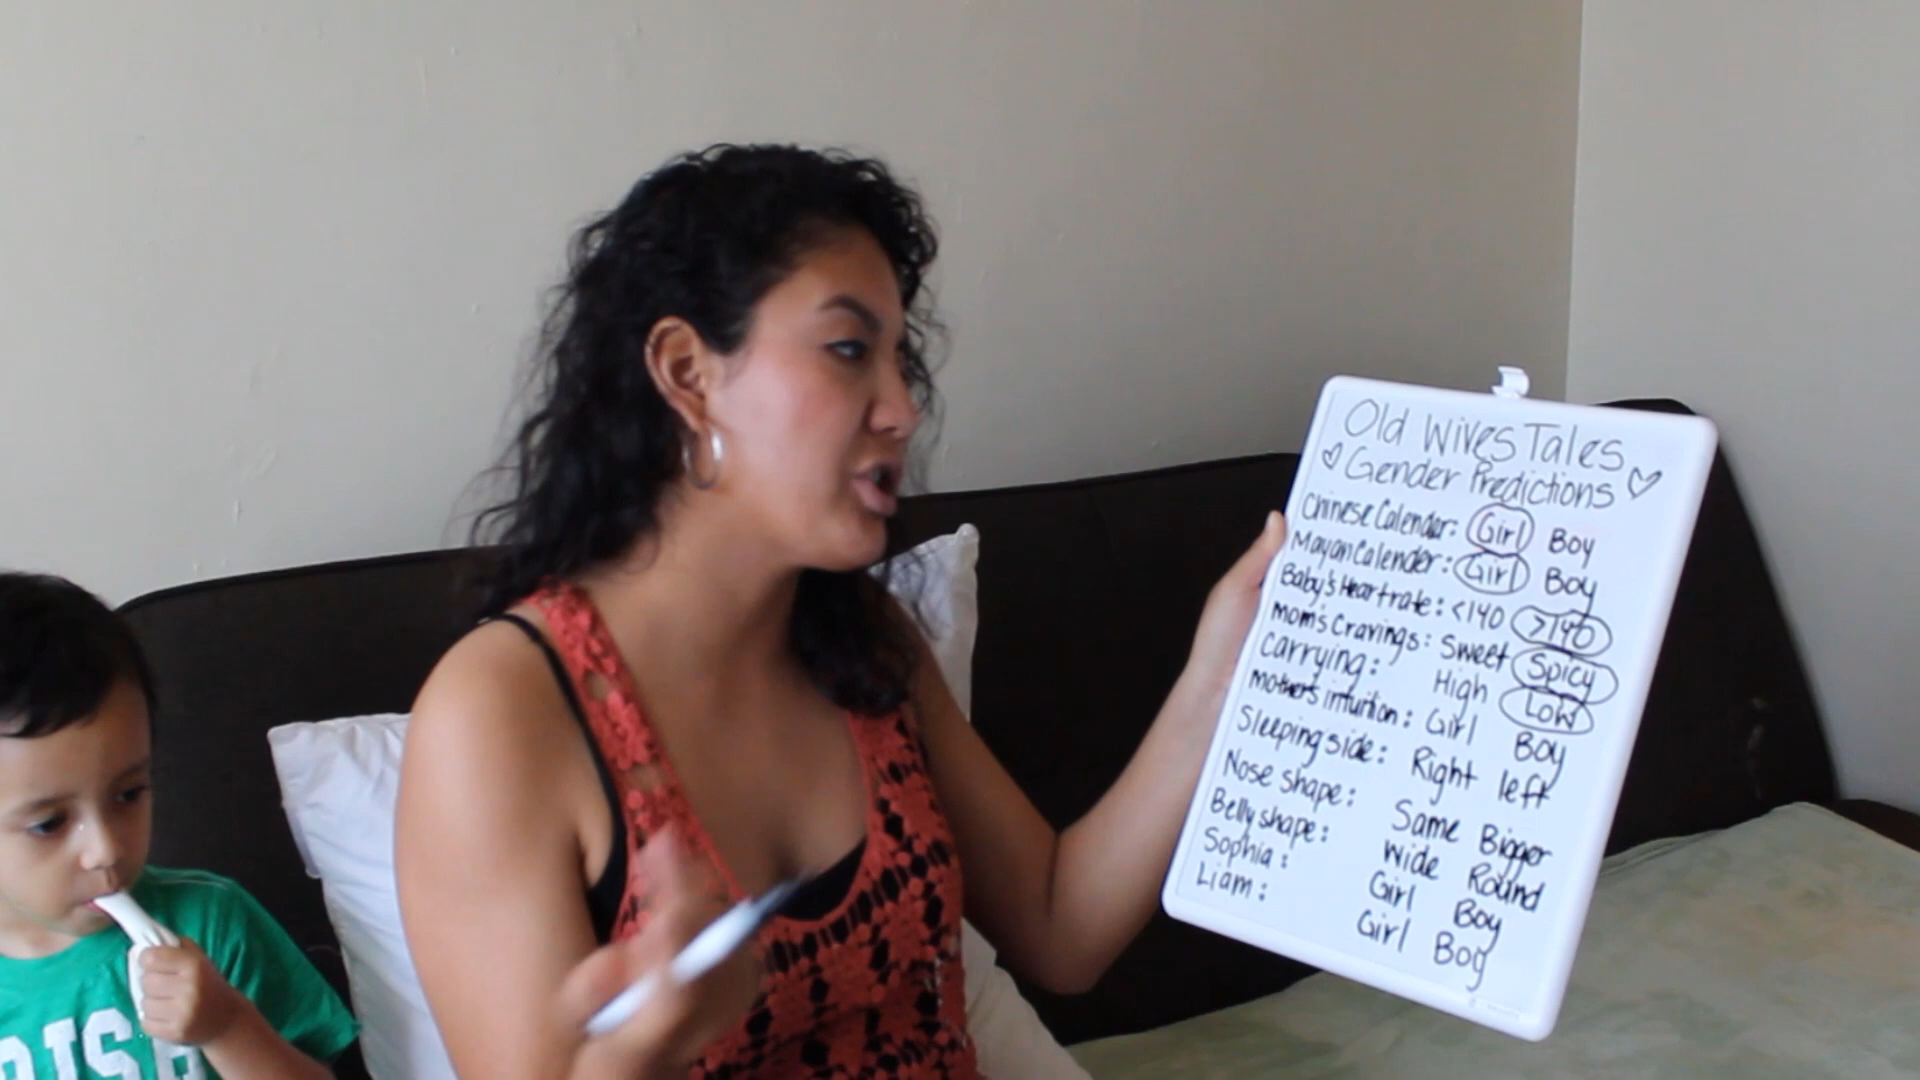 Old Wives Tales
Gender Predictions
Chinese Calendar: Girl Boy
Mayan Calender: Girl Boy
Baby's Heartrate: <140 >140
Mom's Cravings: Sweet Spicy
Carrying: High Low
mother's intuition: Girl Boy
Sleeping side: Right left
Nose shape: Same Bigger
Belly shape: Wide Round
Sophia: Girl Boy
Liam: Girl Boy